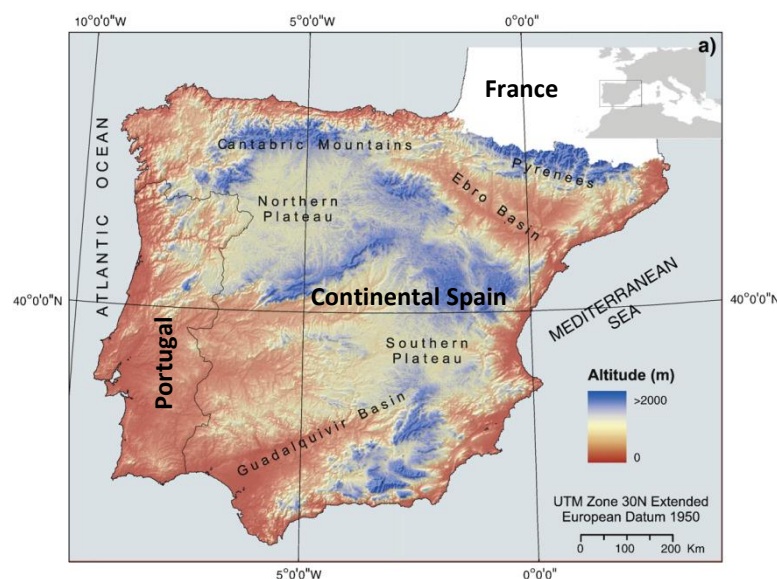 10°0'0"W
5°0'0"W
0°0'0"
a)
France
ATLANTIC OCEAN
Cantabric Mountains
Pyrenees
Ebro Basin
Northern
Plateau
40°0'0"N
Continental Spain
40°0'0"N
MEDITERRANEAN
SEA
Portugal
Southern
Plateau
Guadalquivir Basin
Altitude (m)
>2000
0
UTM Zone 30N Extended
European Datum 1950
0 100 200 Km
5°0'0"W
0°0'0"